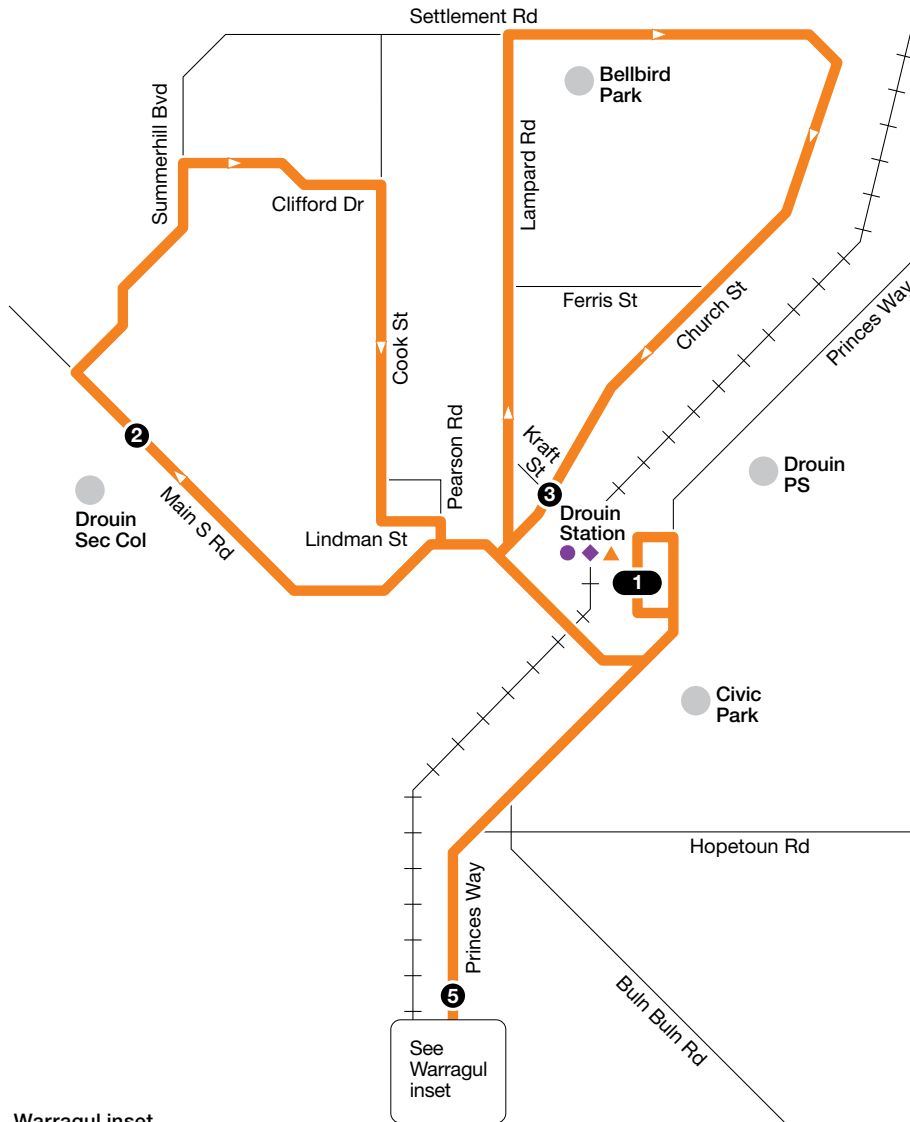 Settlement Rd
Bellbird
Park
Summerhill Bvd
Lampard Rd
Clifford Dr
Ferris St
Church St
Princes Way
Cook St
2
Pearson Rd
Kraft
St
3
Drouin
PS
Drouin
Sec Col
Main S Rd
Lindman St
Drouin
Station
1
Civic
Park
Hopetoun Rd
Princes Way
5
Buln Buln Rd
See
Warragul
inset
Warragul inset